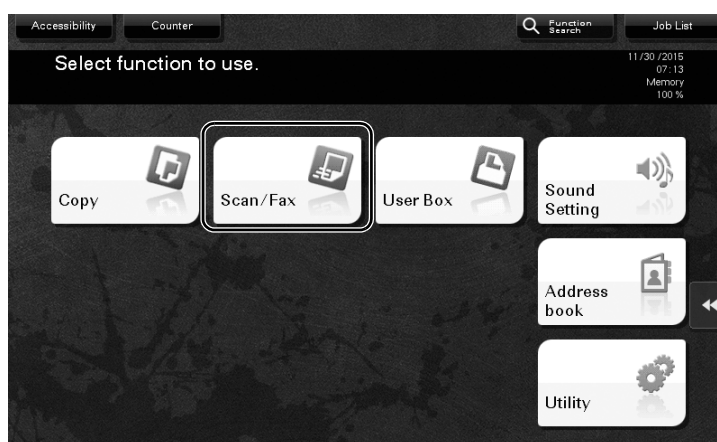 Accessibility
Counter
Function
Search
Job List
Select function to use.
11/30 /2015
07:13
Memory
100 %
Copy
Scan/Fax
User Box
Sound
Setting
Address
book
Utility